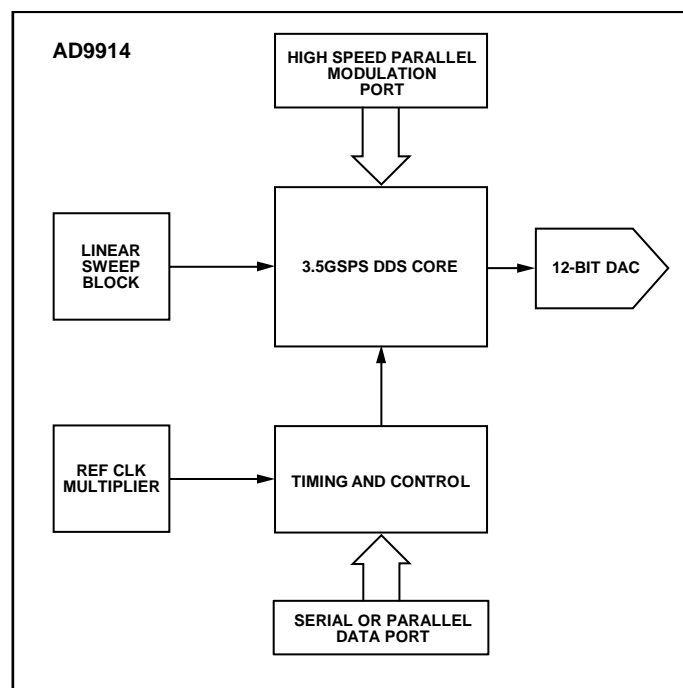 AD9914
HIGH SPEED PARALLEL
MODULATION
PORT
LINEAR
SWEEP
BLOCK
3.5GSPS DDS CORE
12-BIT DAC
REF CLK
MULTIPLIER
TIMING AND CONTROL
SERIAL OR PARALLEL
DATA PORT